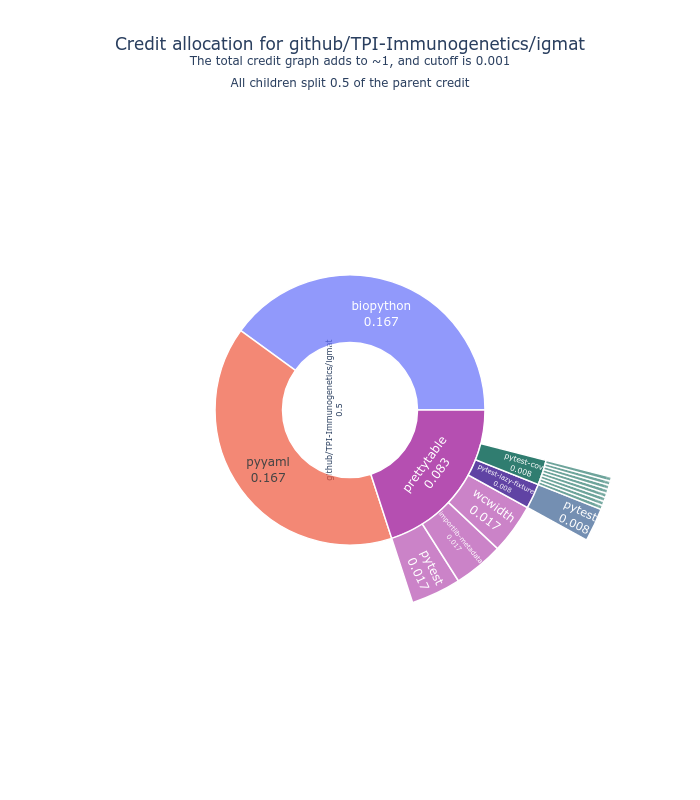 Credit allocation for github/TPI-Immunogenetics/igmat
The total credit graph adds to ~1, and cutoff is 0.001
All children split 0.5 of the parent credit
biopython
0.167
github/TPI-Immunogenetics/igmat
0.5
pyyaml
0.167
prettytable
0.083
pytest-cov
0.008
pytest-lazy-fixture
0.008
wcwidth
0.017
importlib-metadata
0.017
pytest
0.017
pytest
0.008